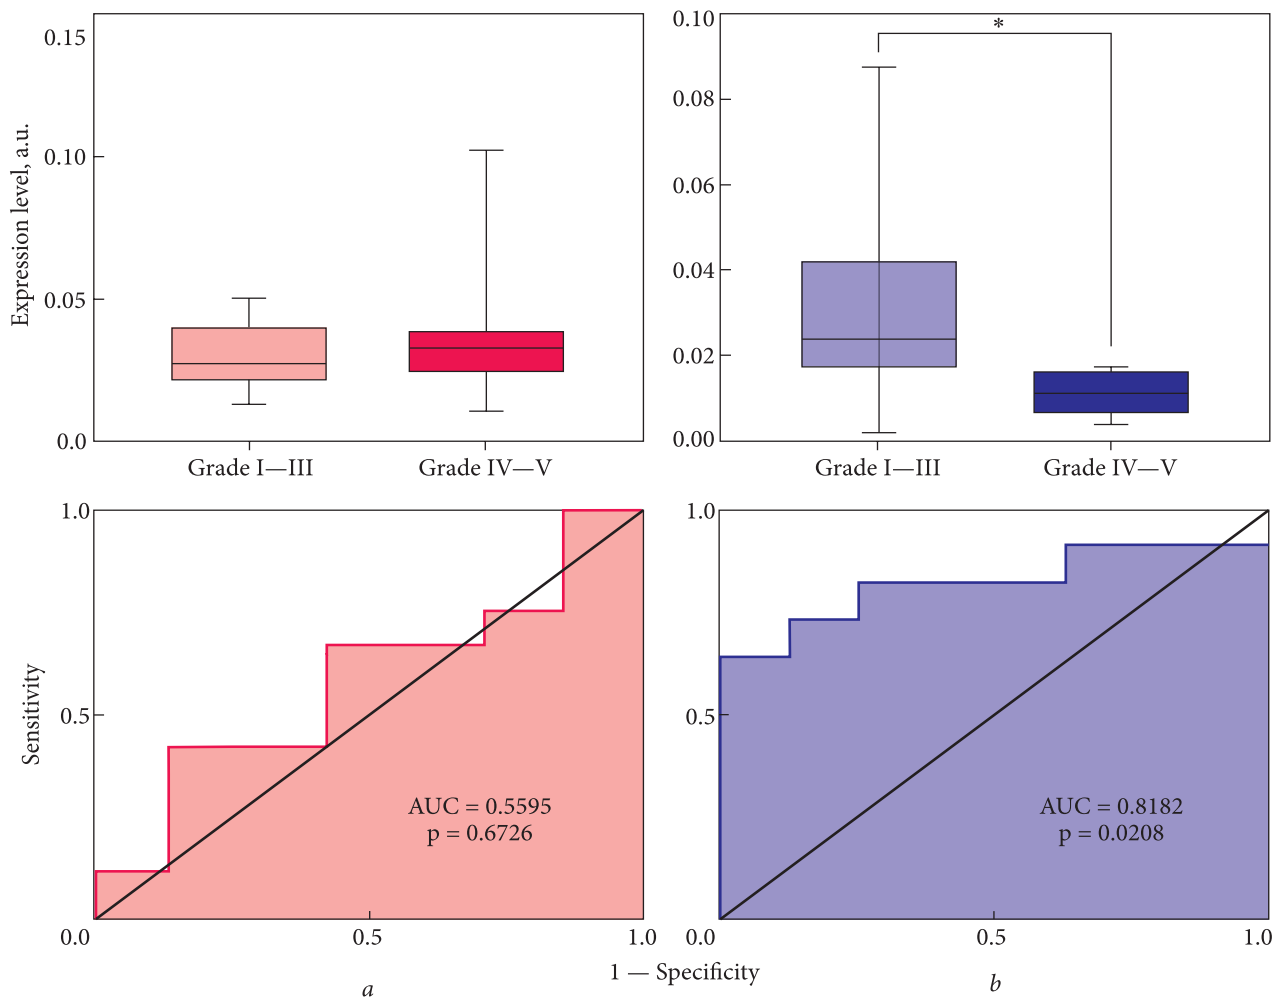 Expression level, a.u.
0.15
0.10
0.05
0.0
Grade I—III
Grade IV—V
0.10
0.08
0.06
0.04
0.02
0.00
*
Grade I—III
Grade IV—V
Sensitivity
1.0
0.5
0.0
0.5
1.0
AUC = 0.5595
p = 0.6726
1.0
0.5
0.0
0.5
1.0
AUC = 0.8182
p = 0.0208
1 — Specificity
a
b